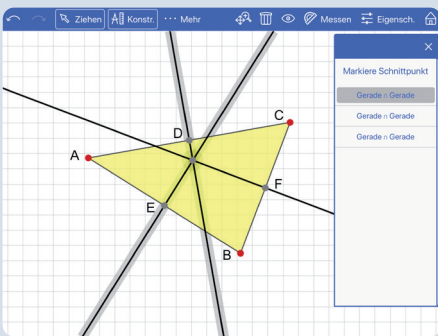 Ziehen Konstr. ··· Mehr Messen Eigensch.
Markiere Schnittpunkt
Gerade ∩ Gerade
Gerade ∩ Gerade
Gerade ∩ Gerade
C
D
A
F
E
B